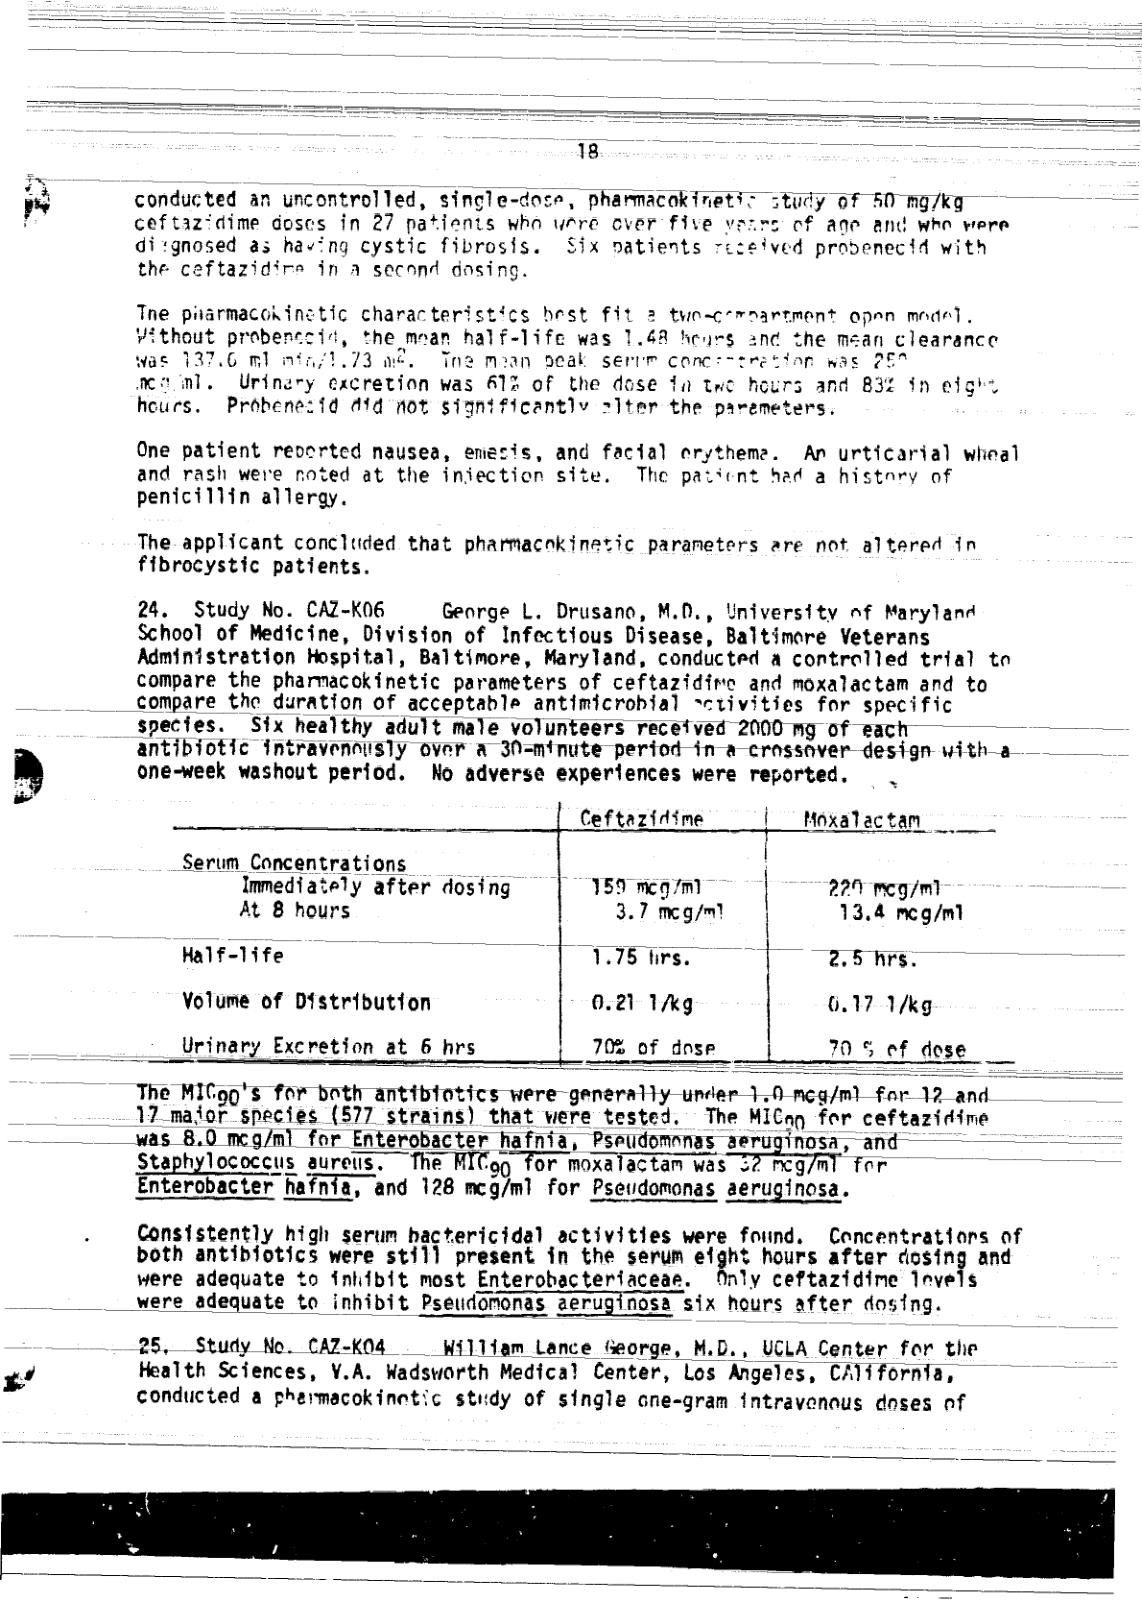 18
conducted an uncontrolled, single-dose, pharmacokinetic study of 50 mg/kg
ceftazidime doses in 27 patients who were over five years of age and who were
diagnosed as having cystic fibrosis. Six patients received probenecid with
the ceftazidime in a second dosing.
The pharmacokinetic characteristics best fit a two-compartment open model.
Without probenecid, the mean half-life was 1.48 hours and the mean clearance
was 137.6 ml min/1.73 m2. The mean peak serum concentration was
mcg/ml. Urinary excretion was 61% of the dose in two hours and 83% in eight
hours. Probenecid did not significantly alter the parameters.
One patient reported nausea, emesis, and facial erythema. An urticarial wheal
and rash were noted at the injection site. The patient had a history of
penicillin allergy.
The applicant concluded that pharmacokinetic parameters are not altered in
fibrocystic patients.
24. Study No. CAZ-K06 George L. Drusano, M.D., University of Maryland
School of Medicine, Division of Infectious Disease, Baltimore Veterans
Administration Hospital, Baltimore, Maryland, conducted a controlled trial to
compare the pharmacokinetic parameters of ceftazidime and moxalactam and to
compare the duration of acceptable antimicrobial activities for specific
species. Six healthy adult male volunteers received 2000 mg of each
antibiotic intravenously over a 30-minute period in a crossover design with a
one-week washout period. No adverse experiences were reported.
Ceftazidime Moxalactam
Serum Concentrations
Immediately after dosing 159 mcg/ml 220 mcg/ml
At 8 hours 3.7 mcg/ml 13.4 mcg/ml
Half-life 1.75 hrs. 2.5 hrs.
Volume of Distribution 0.21 l/kg 0.17 l/kg
Urinary Excretion at 6 hrs 70% of dose 70 % of dose
The MIC90's for both antibiotics were generally under 1.0 mcg/ml for 12 and
17 major species (577 strains) that were tested. The MIC90 for ceftazidime
was 8.0 mcg/ml for Enterobacter hafnia, Pseudomonas aeruginosa, and
Staphylococcus aureus. The MIC90 for moxalactam was 32 mcg/ml for
Enterobacter hafnia, and 128 mcg/ml for Pseudomonas aeruginosa.
Consistently high serum bactericidal activities were found. Concentrations of
both antibiotics were still present in the serum eight hours after dosing and
were adequate to inhibit most Enterobacteriaceae. Only ceftazidime levels
were adequate to inhibit Pseudomonas aeruginosa six hours after dosing.
25. Study No. CAZ-K04 William Lance George, M.D., UCLA Center for the
Health Sciences, V.A. Wadsworth Medical Center, Los Angeles, CAlifornia,
conducted a pharmacokinetic study of single one-gram intravenous doses of